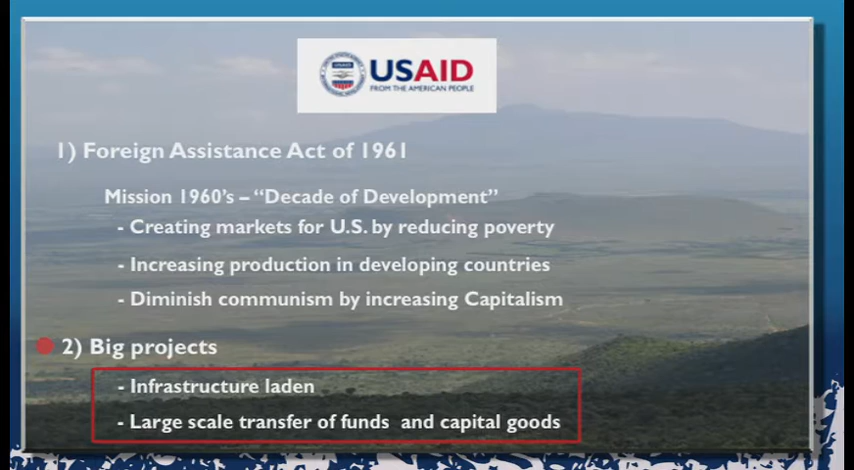 USAID
FROM THE AMERICAN PEOPLE
1) Foreign Assistance Act of 1961
Mission 1960's – "Decade of Development"
- Creating markets for U.S. by reducing poverty
- Increasing production in developing countries
- Diminish communism by increasing Capitalism
2) Big projects
- Infrastructure laden
- Large scale transfer of funds and capital goods